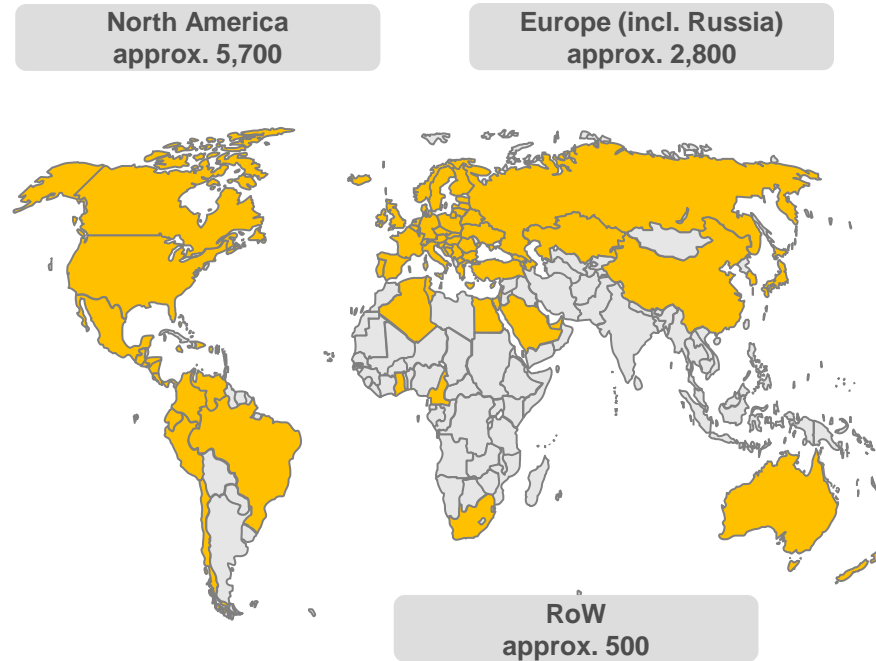 North America
approx. 5,700
Europe (incl. Russia)
approx. 2,800
RoW
approx. 500